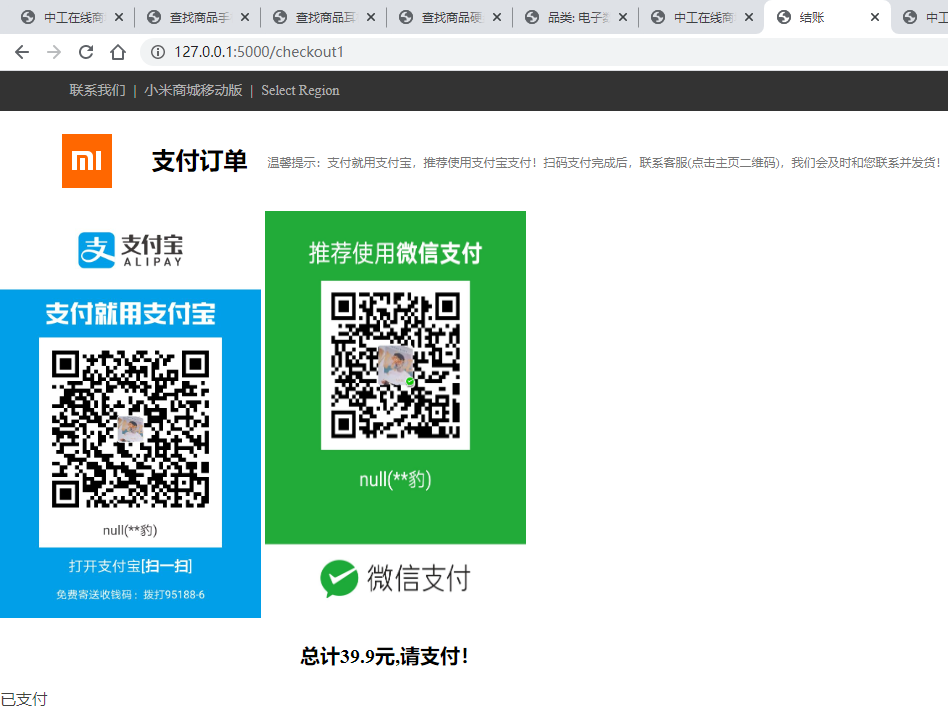 中工在线商
查找商品手
查找商品耳
查找商品硬
品类: 电子
中工在线商
结账
中工
127.0.0.1:5000/checkout1
联系我们 | 小米商城移动版 | Select Region
支付订单
温馨提示：支付就用支付宝，推荐使用支付宝支付！扫码支付完成后，联系客服(点击主页二维码)，我们会及时和您联系并发货！
支付宝
ALIPAY
支付就用支付宝
null(**豹)
打开支付宝[扫一扫]
免费寄送收钱码：拨打95188-6
推荐使用微信支付
null(**豹)
微信支付
总计39.9元,请支付！
已支付